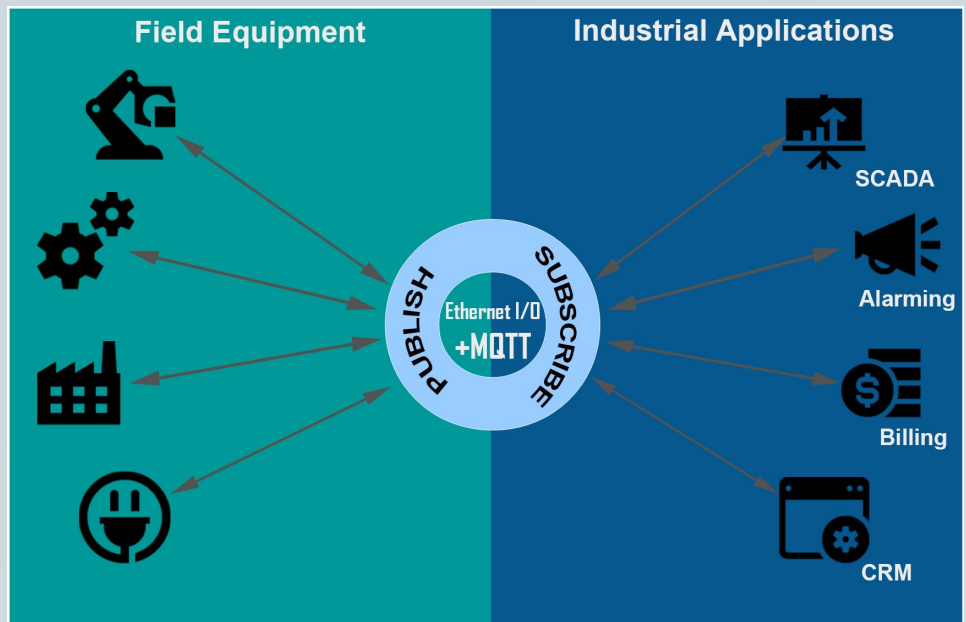 Field Equipment
Industrial Applications
PUBLISH
SUBSCRIBE
Ethernet I/O
+MQTT
SCADA
Alarming
Billing
CRM